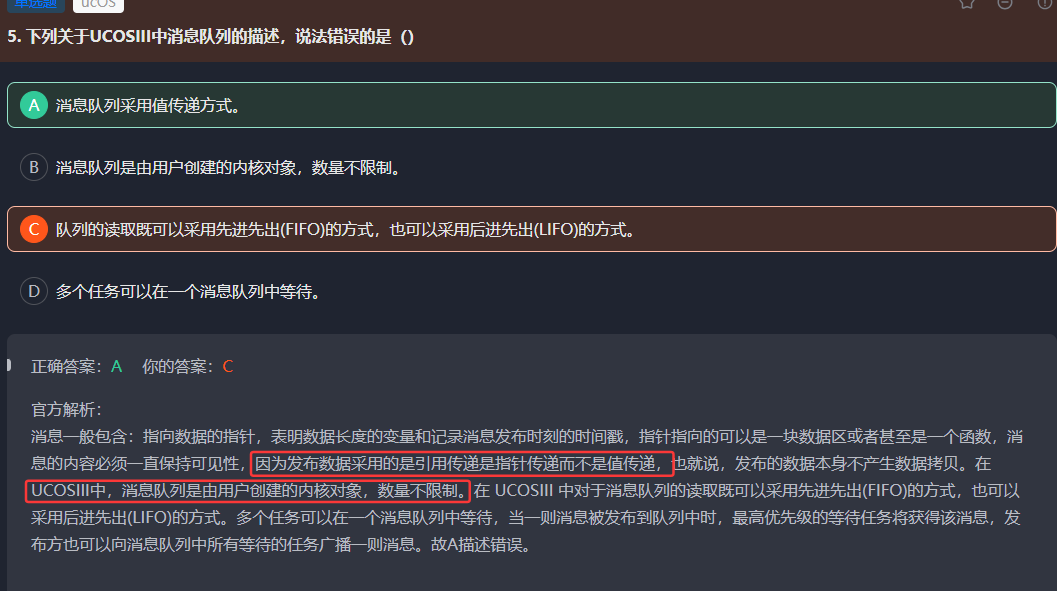 单选题 ucOS
5. 下列关于UCOSIII中消息队列的描述，说法错误的是（）
A 消息队列采用值传递方式。
B 消息队列是由用户创建的内核对象，数量不限制。
C 队列的读取既可以采用先进先出(FIFO)的方式，也可以采用后进先出(LIFO)的方式。
D 多个任务可以在一个消息队列中等待。
正确答案：A 你的答案：C
官方解析：
消息一般包含：指向数据的指针，表明数据长度的变量和记录消息发布时刻的时间戳，指针指向的可以是一块数据区或者甚至是一个函数，消
息的内容必须一直保持可见性，因为发布数据采用的是引用传递是指针传递而不是值传递，也就说，发布的数据本身不产生数据拷贝。在
UCOSIII中，消息队列是由用户创建的内核对象，数量不限制。在 UCOSIII 中对于消息队列的读取既可以采用先进先出(FIFO)的方式，也可以
采用后进先出(LIFO)的方式。多个任务可以在一个消息队列中等待，当一则消息被发布到队列中时，最高优先级的等待任务将获得该消息，发
布方也可以向消息队列中所有等待的任务广播一则消息。故A描述错误。